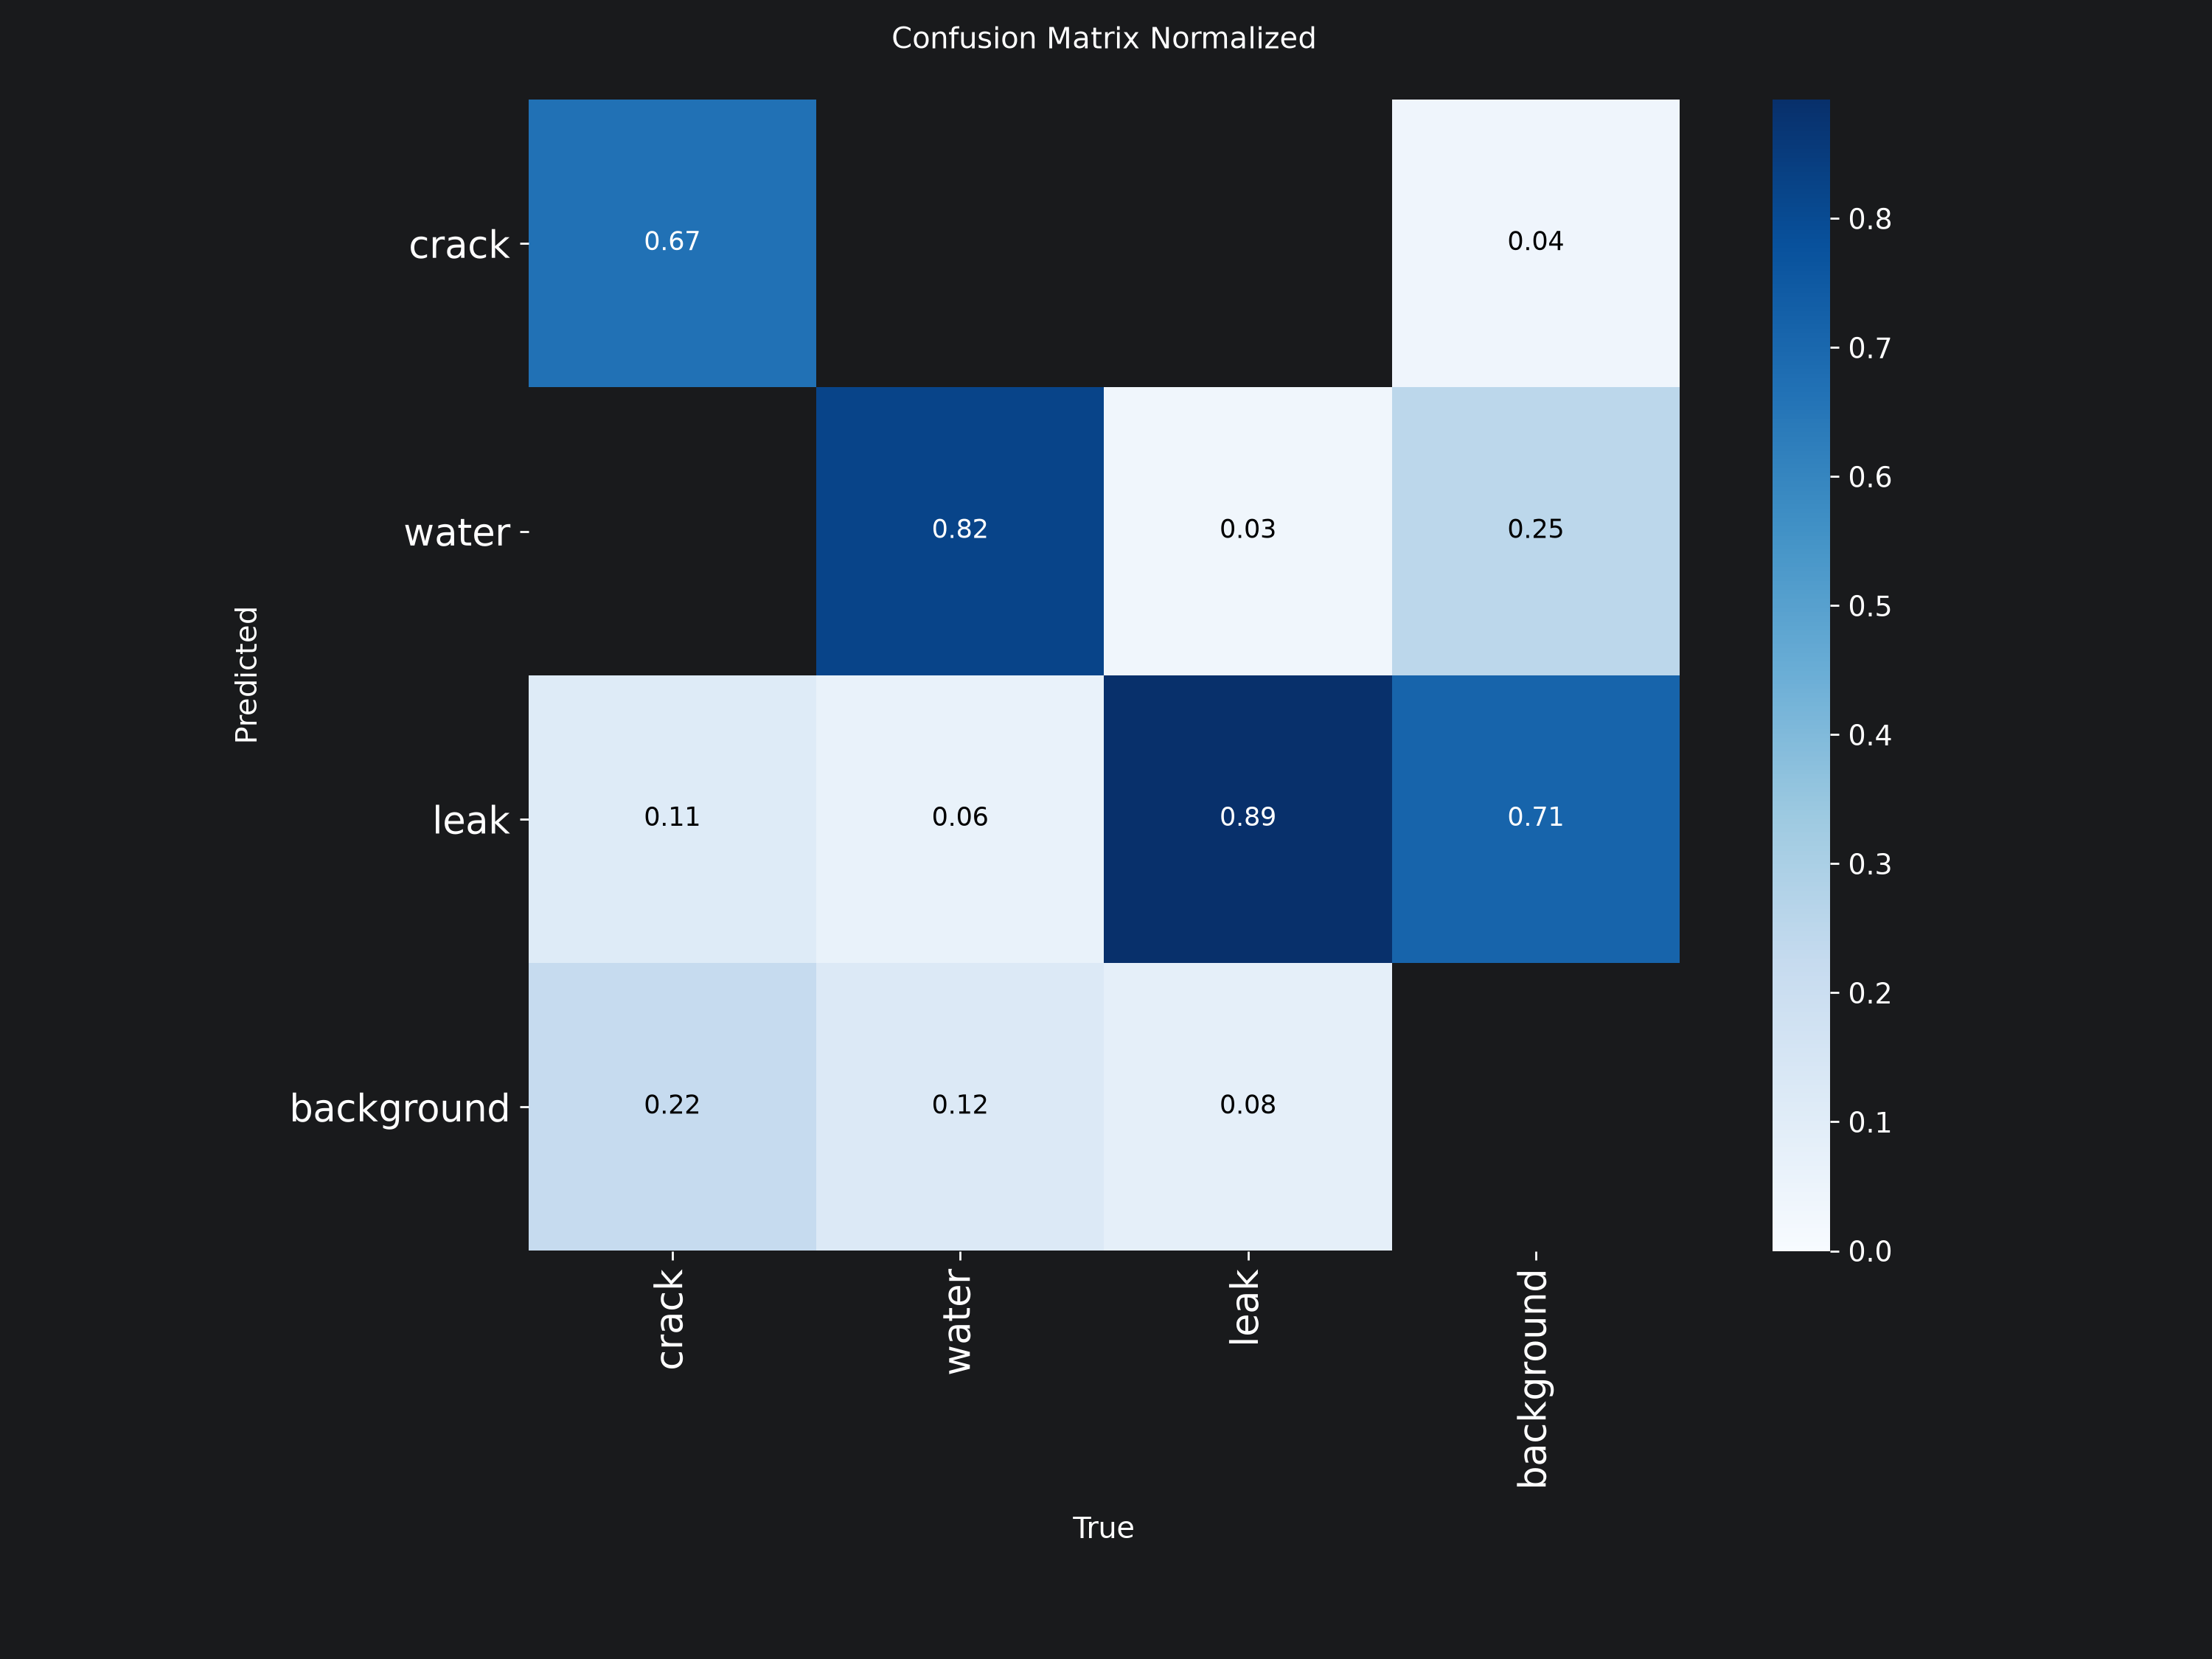 Confusion Matrix Normalized
crack
0.67
0.04
0.8
0.7
water
0.82
0.03
0.25
0.6
0.5
Predicted
0.4
leak
0.11
0.06
0.89
0.71
0.3
0.2
background
0.22
0.12
0.08
0.1
0.0
crack
water
leak
background
True